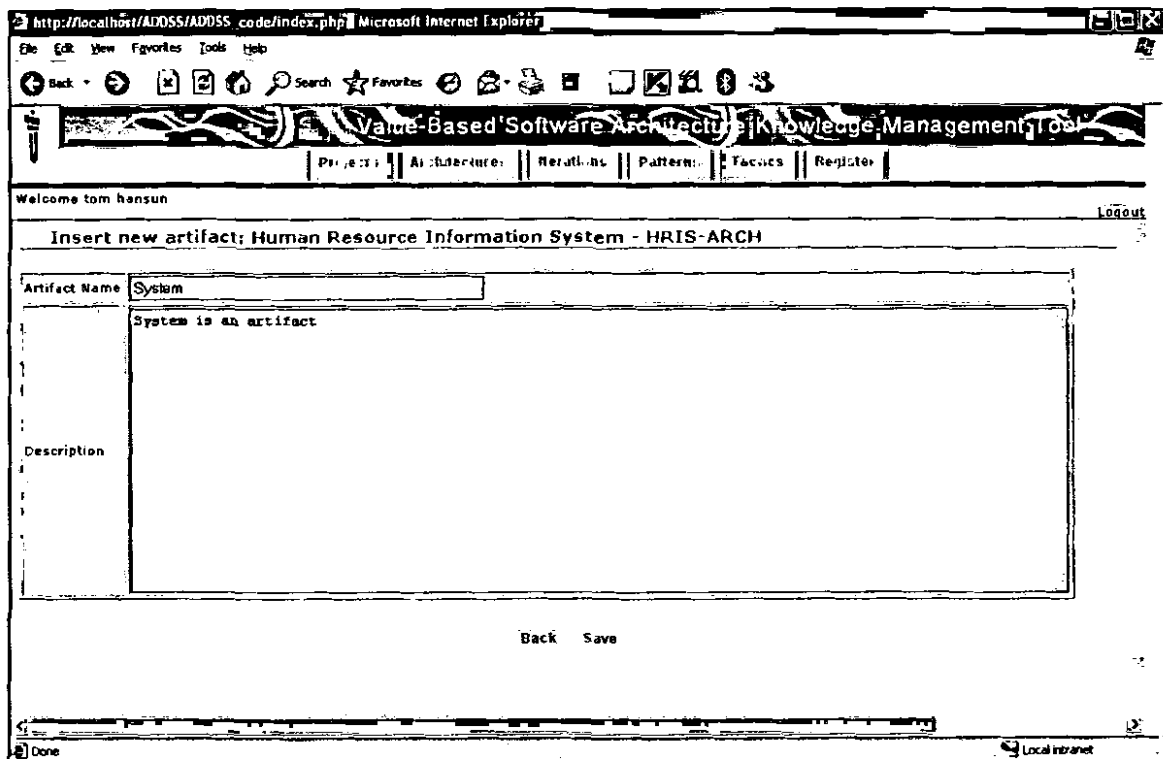 http://localhost/ADDSS/ADDSS_code/index.php Microsoft Internet Explorer
File Edit View Favorites Tools Help
Back Search Favorites
Value-Based Software Architecture Knowledge Management Tool
Projects Architectures Iterations Patterns Tactics Register
Welcome tom hansun
Logout
Insert new artifact: Human Resource Information System - HRIS-ARCH
Artifact Name System
System is an artifact
Description
Back Save
Done Local intranet